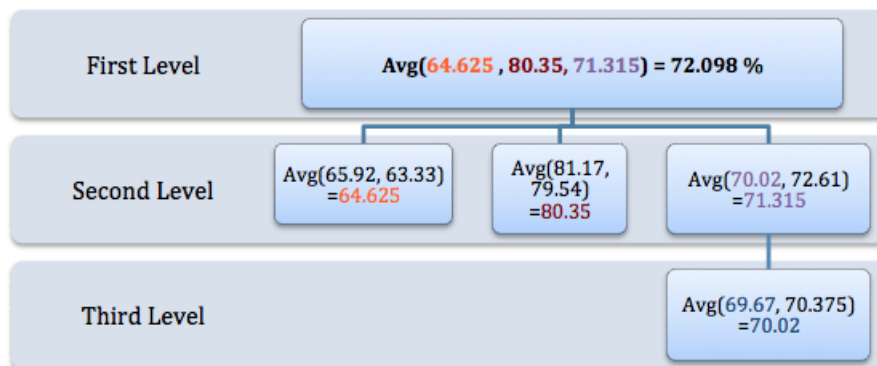 First Level
Avg(64.625 , 80.35, 71.315) = 72.098 %
Second Level
Avg(65.92, 63.33)
=64.625
Avg(81.17,
79.54)
=80.35
Avg(70.02, 72.61)
=71.315
Third Level
Avg(69.67, 70.375)
=70.02